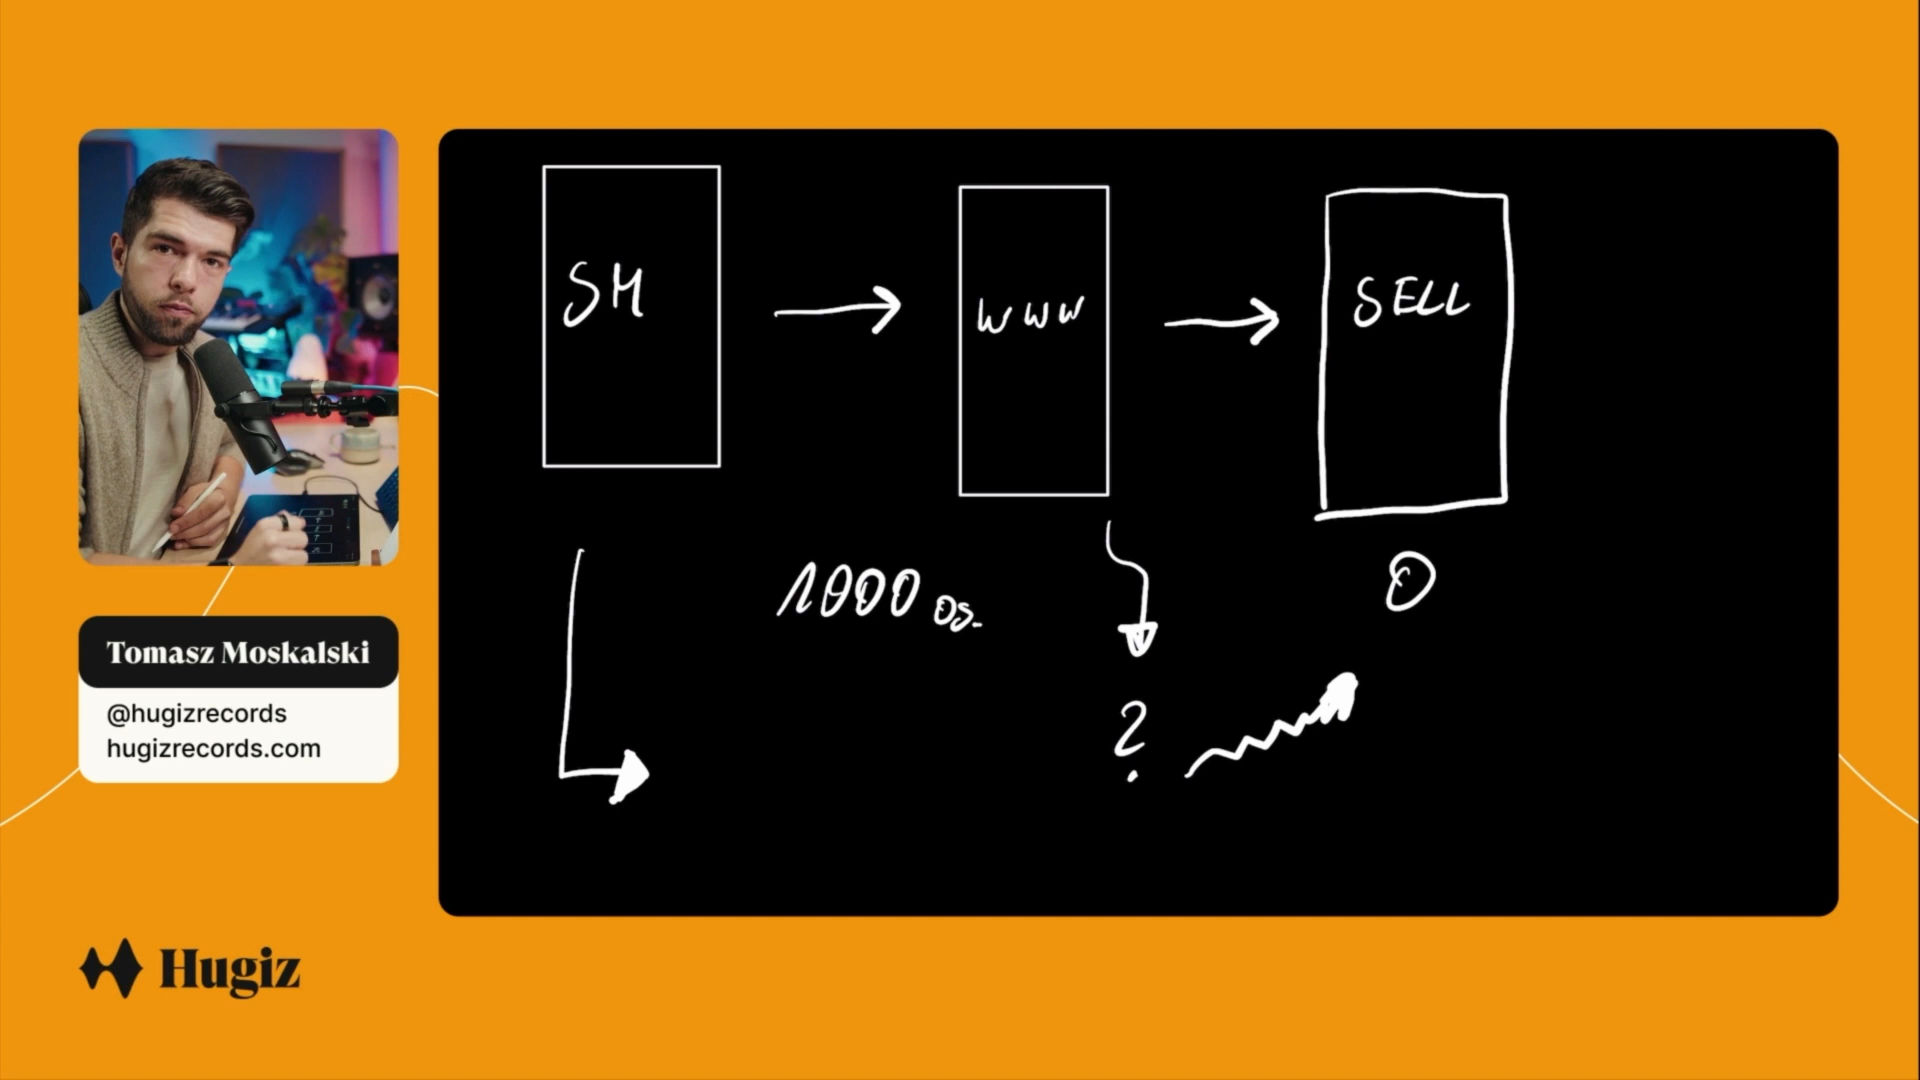 SM
www
SELL
1000 os.
0
?
Tomasz Moskalski
@hugizrecords
hugizrecords.com
Hugiz